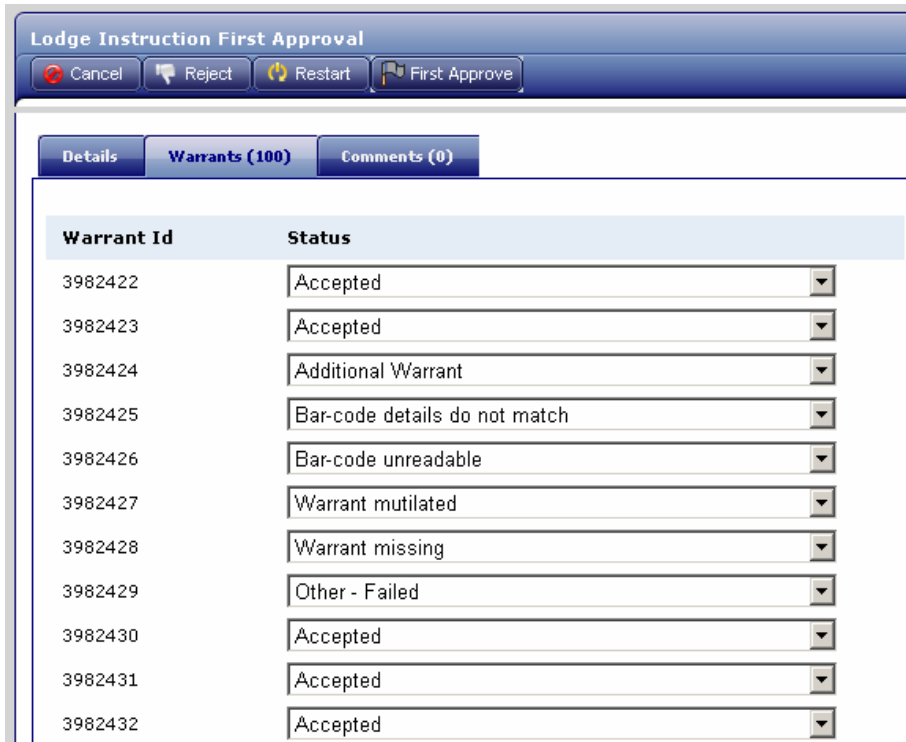 Lodge Instruction First Approval
Cancel Reject Restart First Approve
Details Warrants (100) Comments (0)
Warrant Id Status
3982422 Accepted
3982423 Accepted
3982424 Additional Warrant
3982425 Bar-code details do not match
3982426 Bar-code unreadable
3982427 Warrant mutilated
3982428 Warrant missing
3982429 Other - Failed
3982430 Accepted
3982431 Accepted
3982432 Accepted